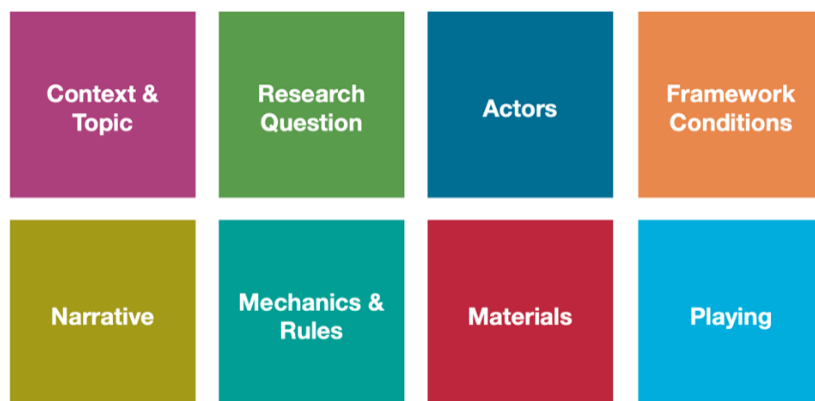 Context &
Topic
Research
Question
Actors
Framework
Conditions
Narrative
Mechanics &
Rules
Materials
Playing